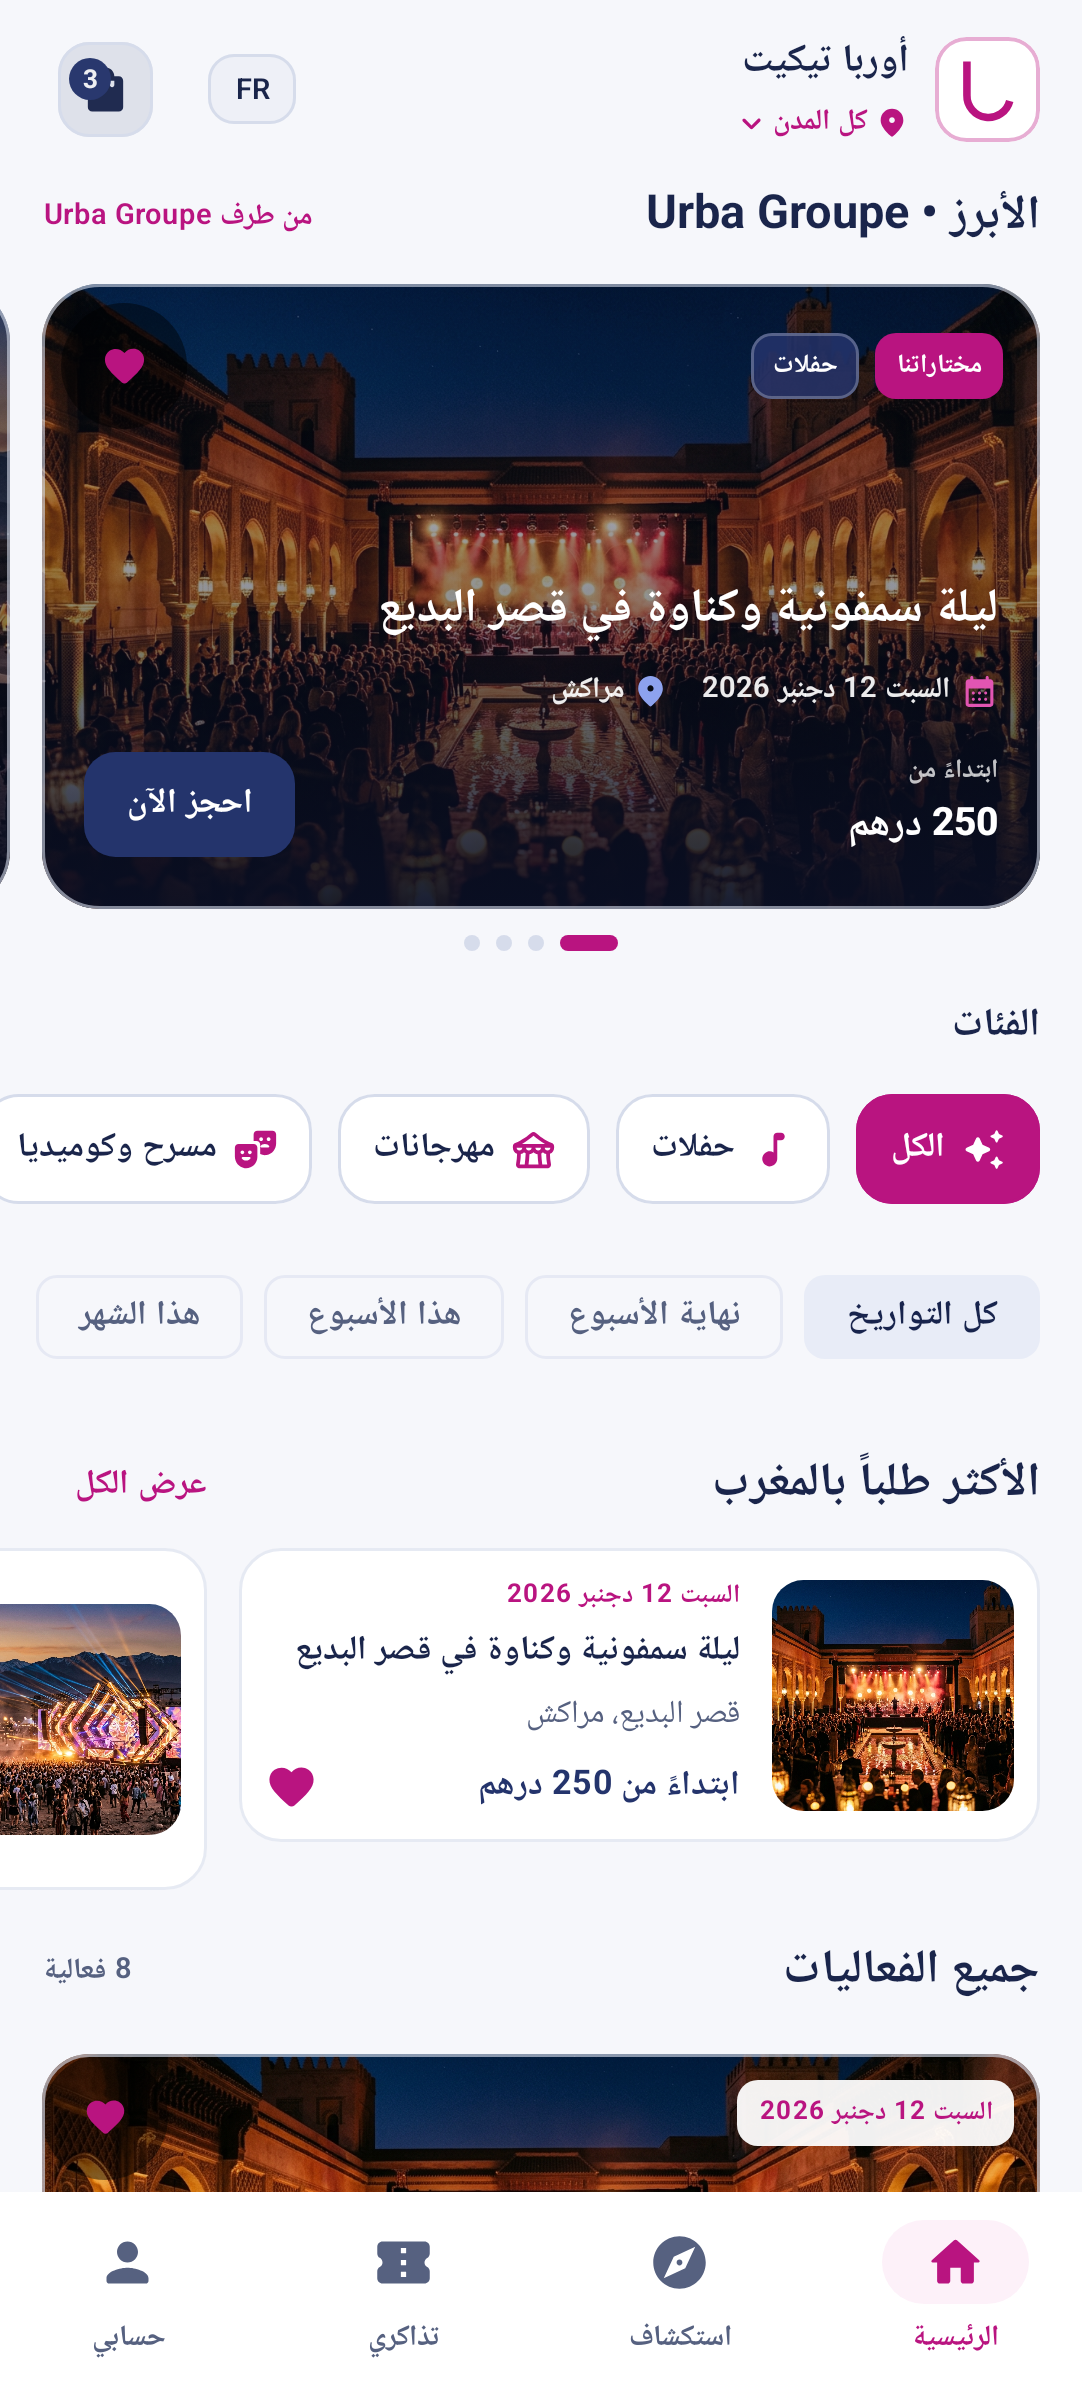 أوربا تيكيت
كل المدن
FR
3
الأبرز • Urba Groupe
من طرف Urba Groupe
مختاراتنا
حفلات
ليلة سمفونية وكناوة في قصر البديع
السبت 12 دجنبر 2026
مراكش
ابتداءً من
250 درهم
احجز الآن
الفئات
الكل
حفلات
مهرجانات
مسرح وكوميديا
كل التواريخ
نهاية الأسبوع
هذا الأسبوع
هذا الشهر
الأكثر طلباً بالمغرب
عرض الكل
السبت 12 دجنبر 2026
ليلة سمفونية وكناوة في قصر البديع
قصر البديع، مراكش
ابتداءً من 250 درهم
جميع الفعاليات
8 فعالية
السبت 12 دجنبر 2026
الرئيسية
استكشاف
تذاكري
حسابي